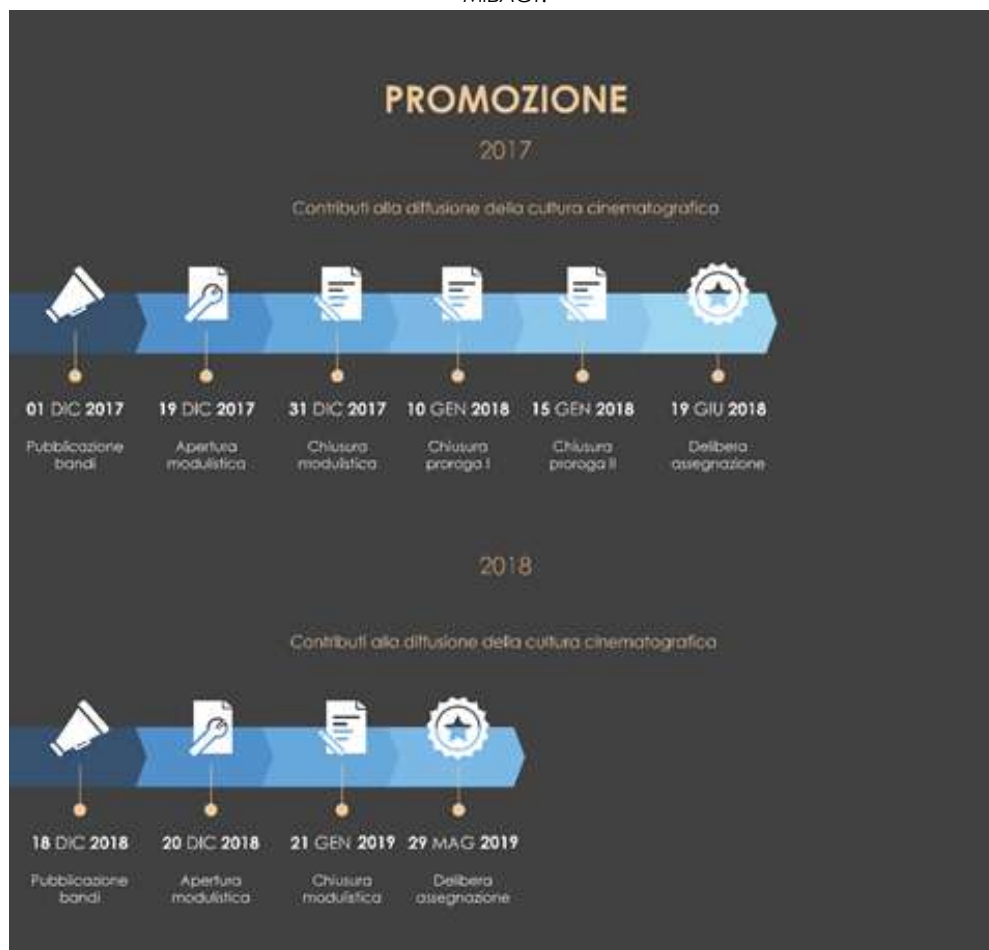 MiBACT.
PROMOZIONE
2017
Contributi alla diffusione della cultura cinematografica
01 DIC 2017
19 DIC 2017
31 DIC 2017
10 GEN 2018
15 GEN 2018
19 GIU 2018
Pubblicazione
bandi
Apertura
modulistica
Chiusura
modulistica
Chiusura
proroga I
Chiusura
proroga II
Delibera
assegnazione
2018
Contributi alla diffusione della cultura cinematografica
18 DIC 2018
20 DIC 2018
21 GEN 2019
29 MAG 2019
Pubblicazione
bandi
Apertura
modulistica
Chiusura
modulistica
Delibera
assegnazione